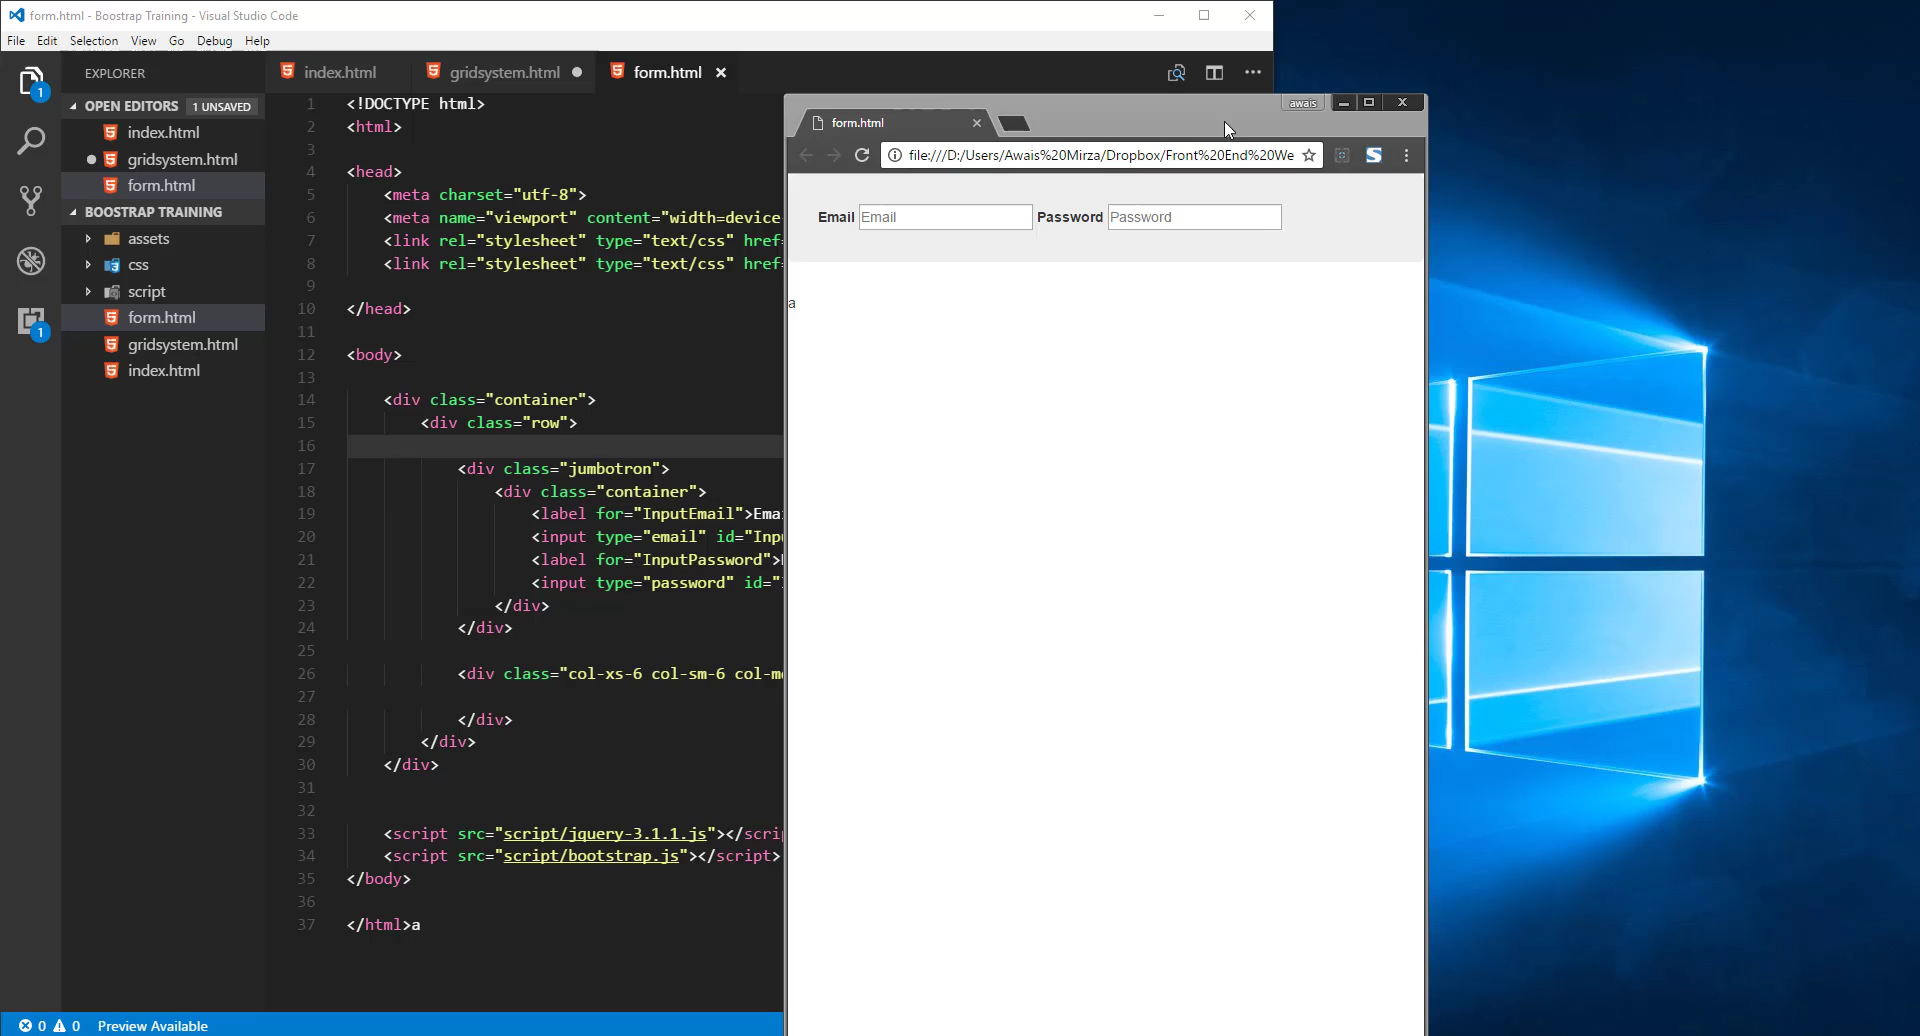 form.html - Boostrap Training - Visual Studio Code
File Edit Selection View Go Debug Help
EXPLORER
OPEN EDITORS 1 UNSAVED
index.html
gridsystem.html
form.html
BOOSTRAP TRAINING
assets
css
script
form.html
gridsystem.html
index.html
1
1
index.html gridsystem.html form.html
1 <!DOCTYPE html>
2 <html>
3
4 <head>
5 <meta charset="utf-8">
6 <meta name="viewport" content="width=device
7 <link rel="stylesheet" type="text/css" href=
8 <link rel="stylesheet" type="text/css" href=
9
10 </head>
11
12 <body>
13
14 <div class="container">
15 <div class="row">
16
17 <div class="jumbotron">
18 <div class="container">
19 <label for="InputEmail">Emai
20 <input type="email" id="Inp
21 <label for="InputPassword">
22 <input type="password" id="
23 </div>
24 </div>
25
26 <div class="col-xs-6 col-sm-6 col-m
27
28 </div>
29 </div>
30 </div>
31
32
33 <script src="script/jquery-3.1.1.js"></scrip
34 <script src="script/bootstrap.js"></script>
35 </body>
36
37 </html>a
0 0 Preview Available
awais
form.html
file:///D:/Users/Awais%20Mirza/Dropbox/Front%20End%20We
Email Email Password Password
a